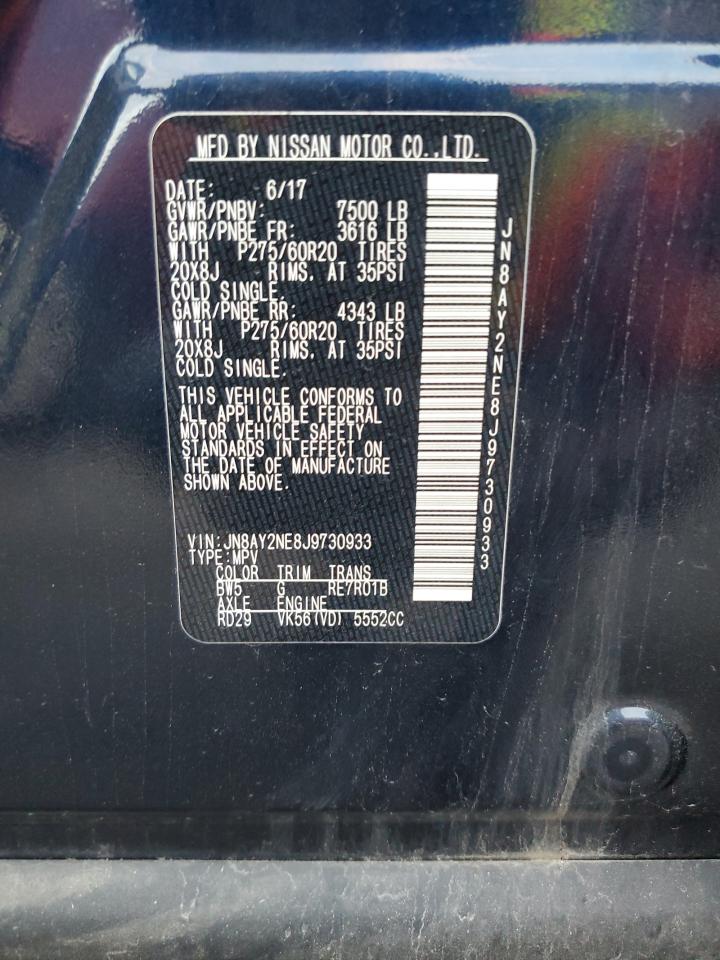 MFD BY NISSAN MOTOR CO.,LTD.
DATE: 6/17
GVWR/PNBV: 7500 LB
GAWR/PNBE FR: 3616 LB
WITH P275/60R20 TIRES
20X8J RIMS, AT 35PSI
COLD SINGLE.
GAWR/PNBE RR: 4343 LB
WITH P275/60R20 TIRES
20X8J RIMS, AT 35PSI
COLD SINGLE.
THIS VEHICLE CONFORMS TO
ALL APPLICABLE FEDERAL
MOTOR VEHICLE SAFETY
STANDARDS IN EFFECT ON
THE DATE OF MANUFACTURE
SHOWN ABOVE.
VIN:JN8AY2NE8J9730933
TYPE:MPV
COLOR TRIM TRANS
BW5 G RE7R01B
AXLE ENGINE
RD29 VK56(VD) 5552CC
JN8AY2NE8J9730933